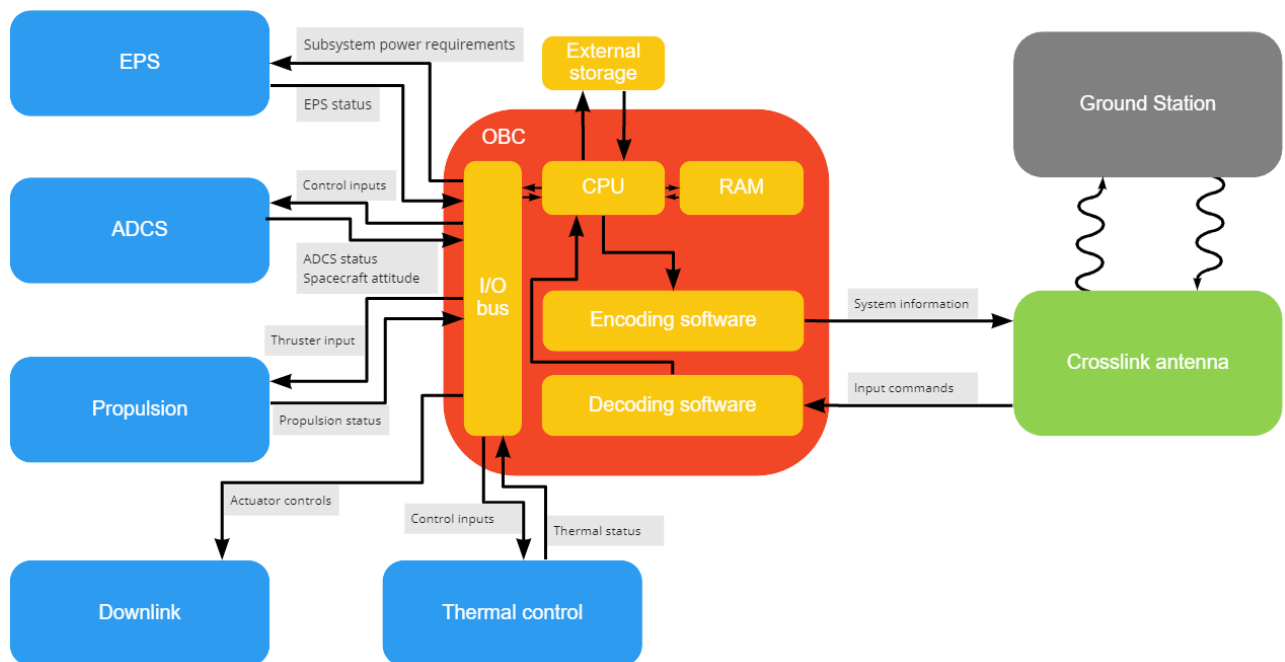 EPS
Subsystem power requirements
EPS status
External
storage
Ground Station
OBC
CPU
RAM
ADCS
Control inputs
ADCS status
Spacecraft attitude
I/O
bus
Encoding software
System information
Crosslink antenna
Thruster input
Propulsion
Propulsion status
Decoding software
Input commands
Actuator controls
Control inputs
Thermal status
Downlink
Thermal control